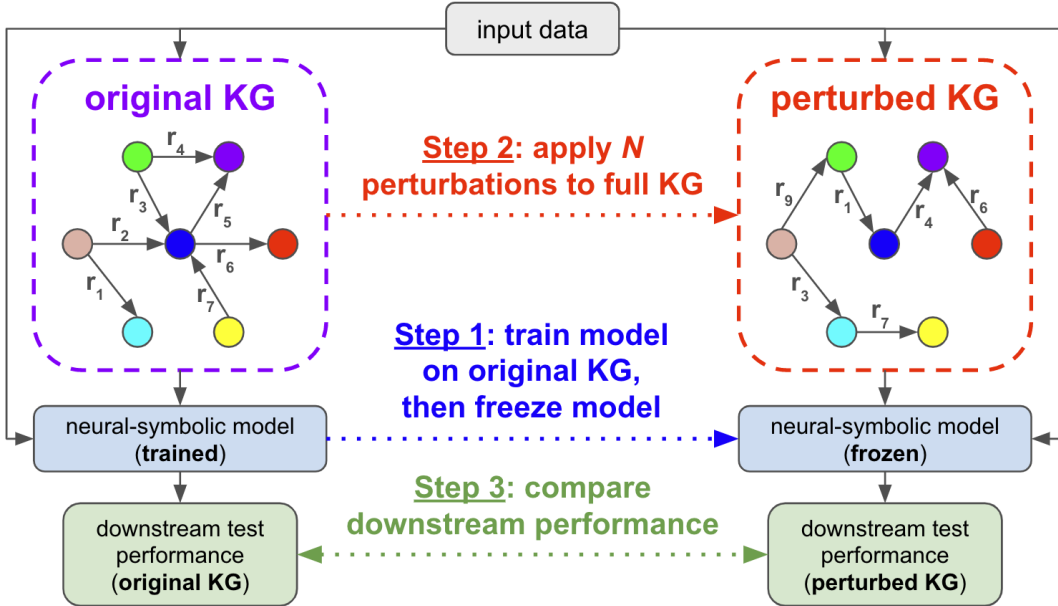 input data
original KG
r4
r3
r2
r5
r6
r1
r7
Step 2: apply N
perturbations to full KG
perturbed KG
r9
r1
r4
r6
r3
r7
Step 1: train model
on original KG,
then freeze model
neural-symbolic model
(trained)
neural-symbolic model
(frozen)
Step 3: compare
downstream performance
downstream test
performance
(original KG)
downstream test
performance
(perturbed KG)